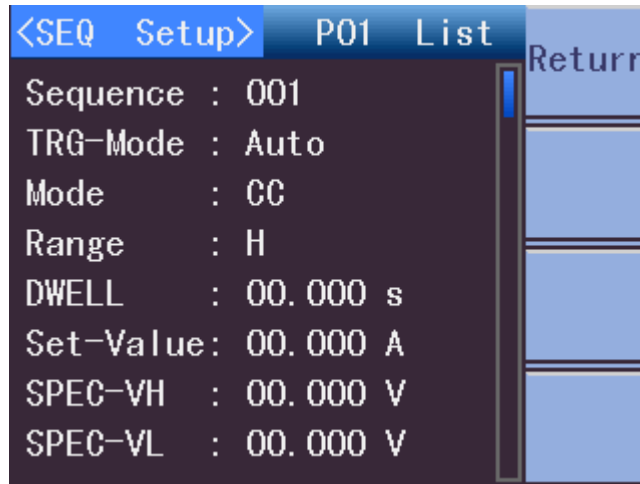 <SEQ Setup> P01 List
Return
Sequence : 001
TRG-Mode : Auto
Mode : CC
Range : H
DWELL : 00.000 s
Set-Value: 00.000 A
SPEC-VH : 00.000 V
SPEC-VL : 00.000 V